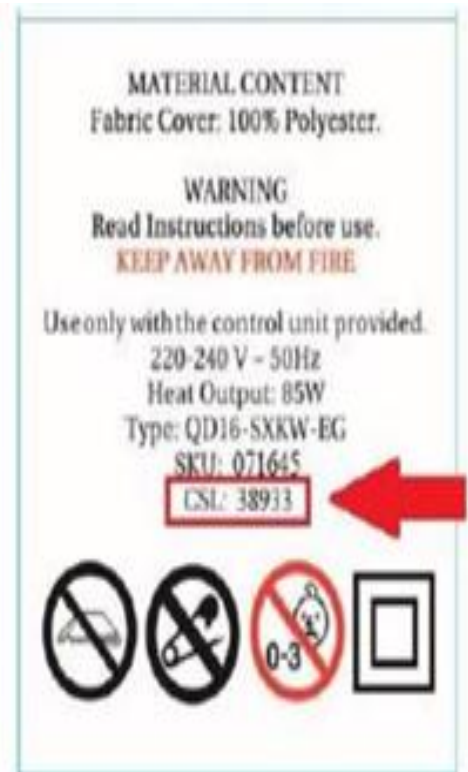 MATERIAL CONTENT
Fabric Cover: 100% Polyester.
WARNING
Read Instructions before use.
KEEP AWAY FROM FIRE
Use only with the control unit provided.
220-240 V ~ 50Hz
Heat Output: 85W
Type: QD16-SXKW-EG
SKU: 071645
CSL: 38933
0-3